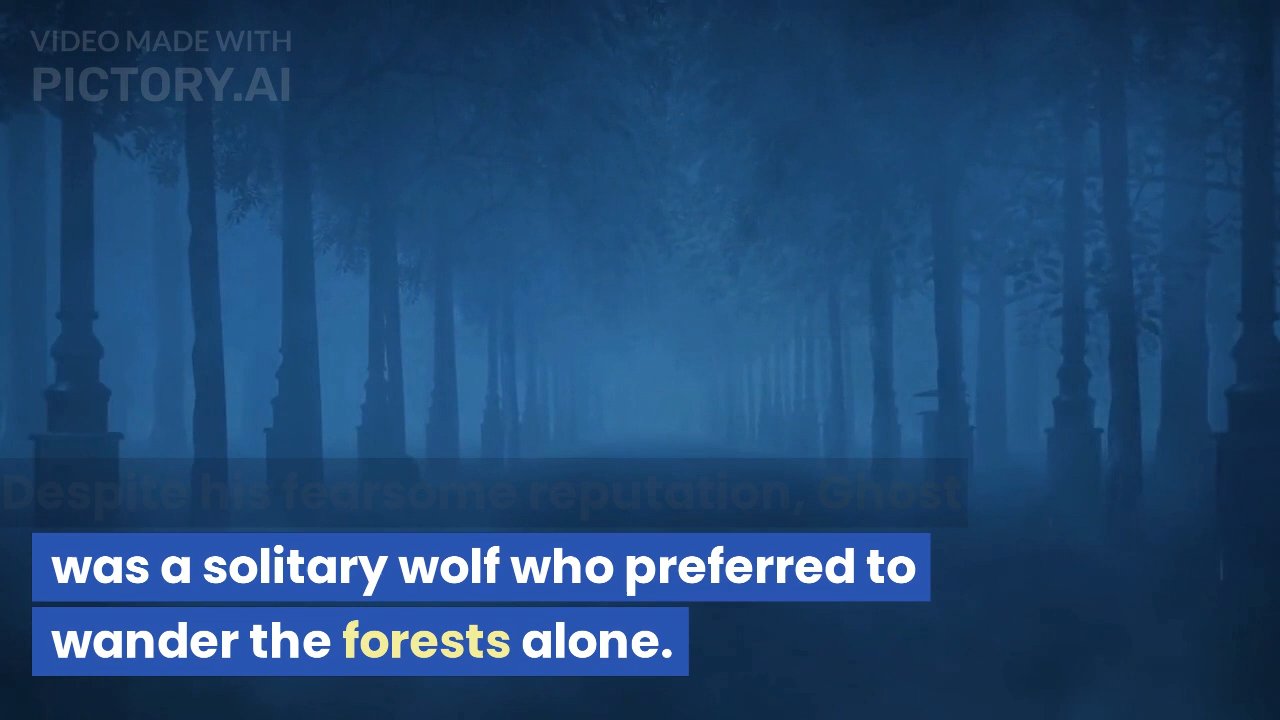 VIDEO MADE WITH
PICTORY.AI
Despite his fearsome reputation, Ghost
was a solitary wolf who preferred to
wander the forests alone.